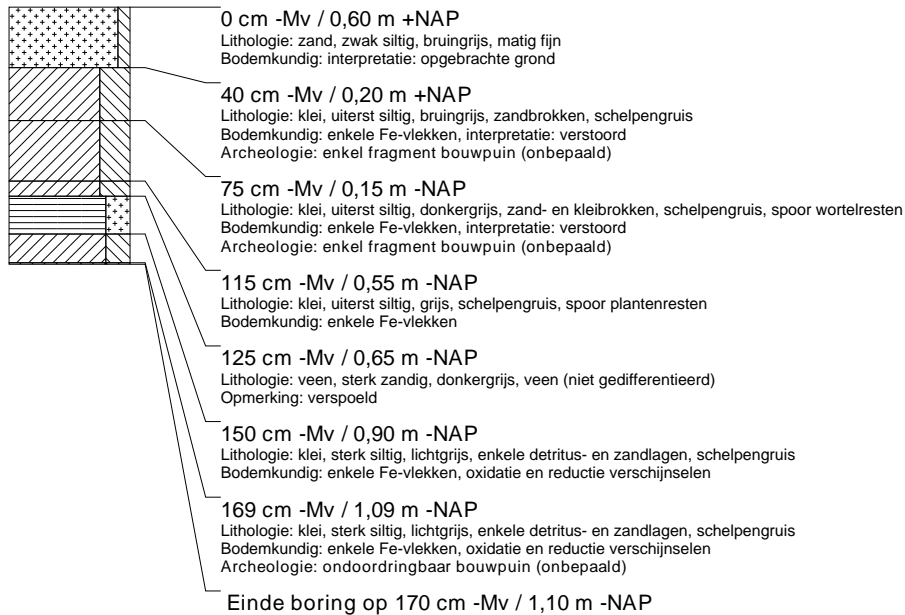 0 cm -Mv / 0,60 m +NAP
Lithologie: zand, zwak siltig, bruingrijs, matig fijn
Bodemkundig: interpretatie: opgebrachte grond
40 cm -Mv / 0,20 m +NAP
Lithologie: klei, uiterst siltig, bruingrijs, zandbrokken, schelpengruis
Bodemkundig: enkele Fe-vlekken, interpretatie: verstoord
Archeologie: enkel fragment bouwpuin (onbepaald)
75 cm -Mv / 0,15 m -NAP
Lithologie: klei, uiterst siltig, donkergrijs, zand- en kleibrokken, schelpengruis, spoor wortelresten
Bodemkundig: enkele Fe-vlekken, interpretatie: verstoord
Archeologie: enkel fragment bouwpuin (onbepaald)
115 cm -Mv / 0,55 m -NAP
Lithologie: klei, uiterst siltig, grijs, schelpengruis, spoor plantenresten
Bodemkundig: enkele Fe-vlekken
125 cm -Mv / 0,65 m -NAP
Lithologie: veen, sterk zandig, donkergrijs, veen (niet gedifferentieerd)
Opmerking: verspoeld
150 cm -Mv / 0,90 m -NAP
Lithologie: klei, sterk siltig, lichtgrijs, enkele detritus- en zandlagen, schelpengruis
Bodemkundig: enkele Fe-vlekken, oxidatie en reductie verschijnselen
169 cm -Mv / 1,09 m -NAP
Lithologie: klei, sterk siltig, lichtgrijs, enkele detritus- en zandlagen, schelpengruis
Bodemkundig: enkele Fe-vlekken, oxidatie en reductie verschijnselen
Archeologie: ondoordringbaar bouwpuin (onbepaald)
Einde boring op 170 cm -Mv / 1,10 m -NAP